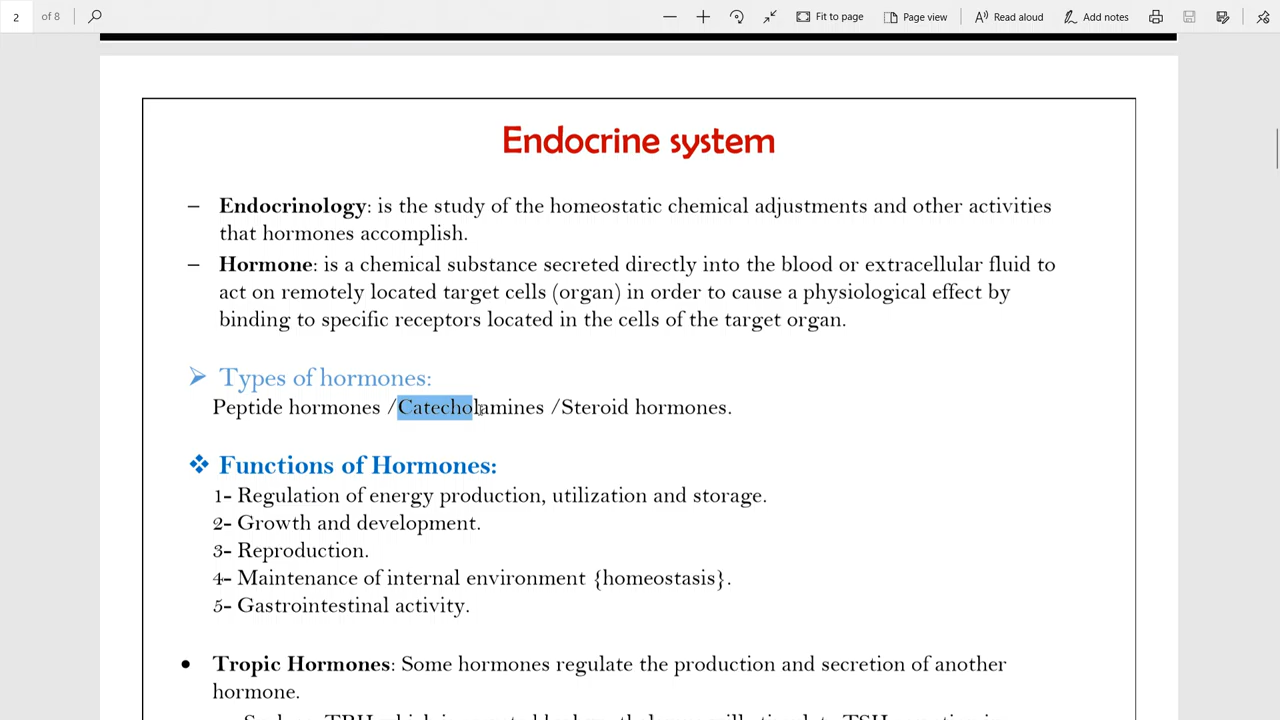 2 of 8 Fit to page Page view Read aloud Add notes
Endocrine system
– Endocrinology: is the study of the homeostatic chemical adjustments and other activities
that hormones accomplish.
– Hormone: is a chemical substance secreted directly into the blood or extracellular fluid to
act on remotely located target cells (organ) in order to cause a physiological effect by
binding to specific receptors located in the cells of the target organ.
➢ Types of hormones:
Peptide hormones /Catecholamines /Steroid hormones.
❖ Functions of Hormones:
1- Regulation of energy production, utilization and storage.
2- Growth and development.
3- Reproduction.
4- Maintenance of internal environment {homeostasis}.
5- Gastrointestinal activity.
• Tropic Hormones: Some hormones regulate the production and secretion of another
hormone.